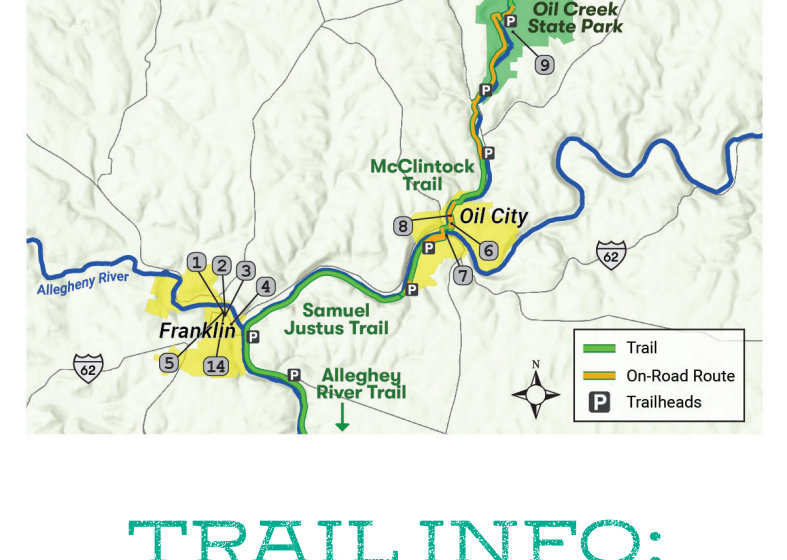 Oil Creek
State Park
P
9
P
P
McClintock
Trail
Oil City
8
P
6
7
62
1
2
3
4
Allegheny River
P
Samuel
Justus Trail
Franklin
P
5
14
62
P
Alleghey
River Trail
N
Trail
On-Road Route
P Trailheads
TRAIL INFO: